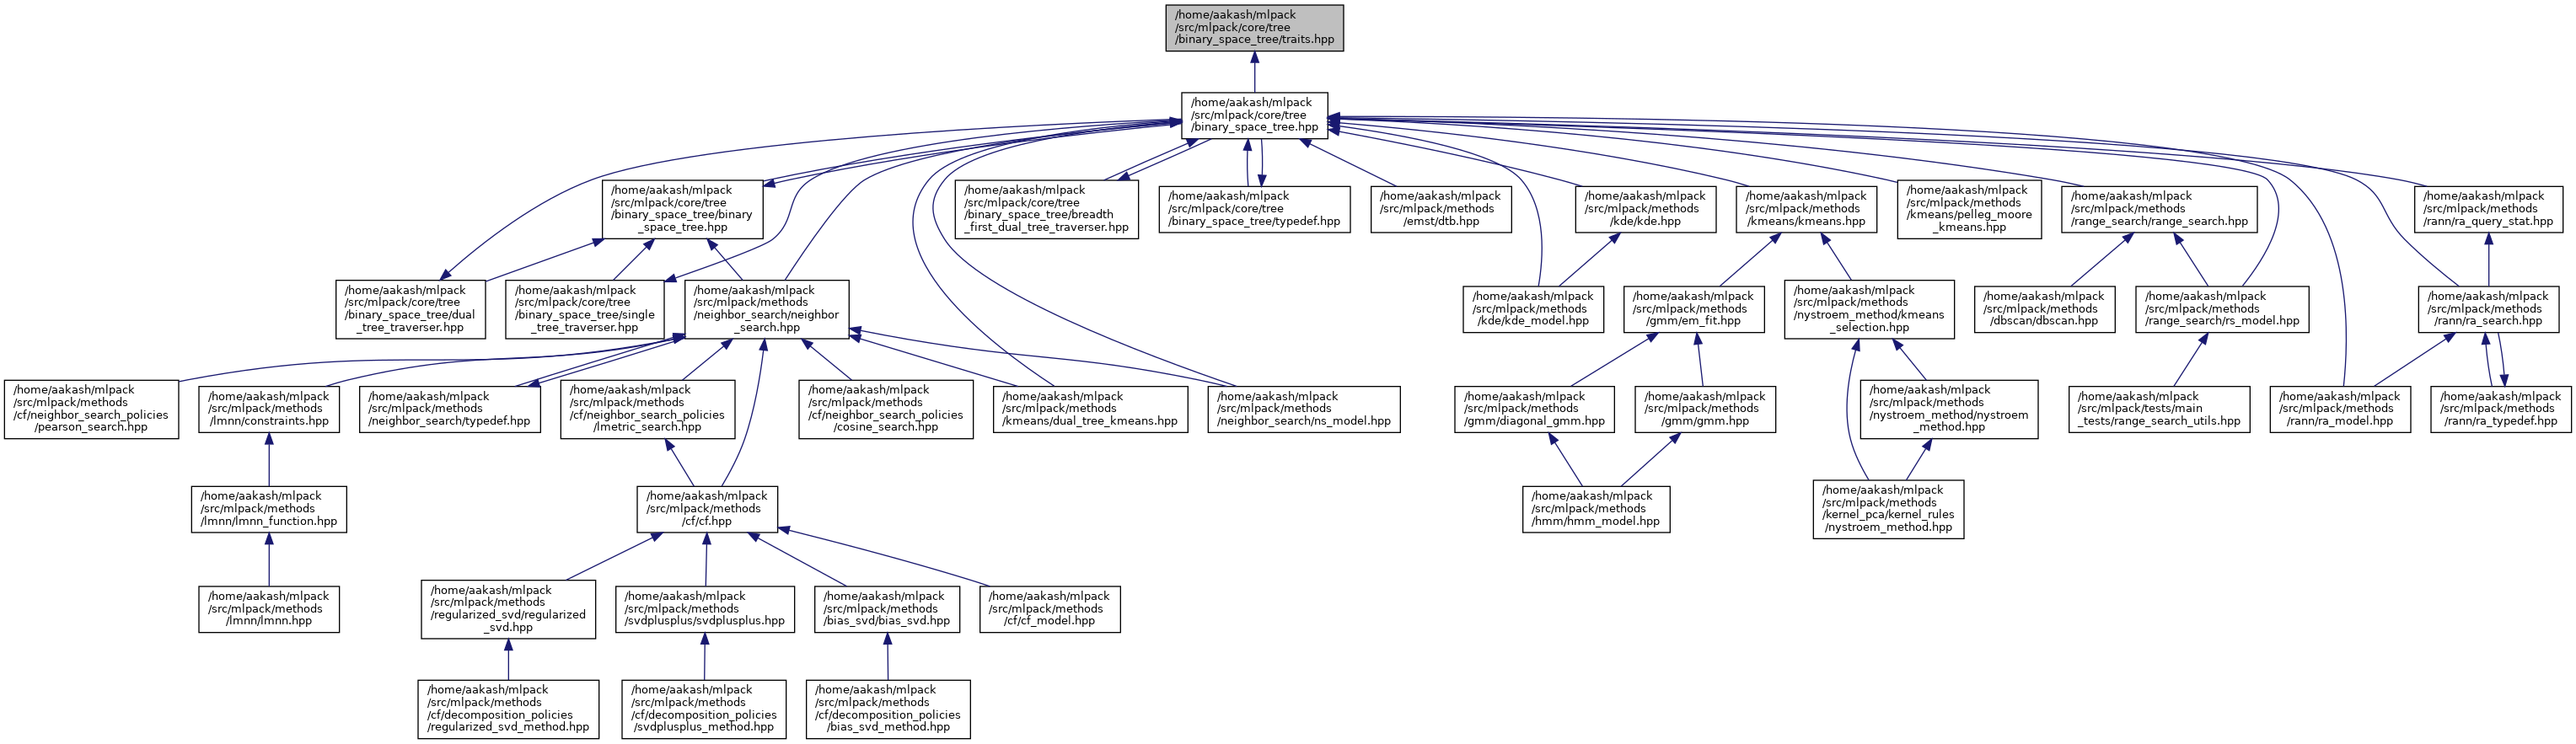 /home/aakash/mlpack
/src/mlpack/core/tree
/binary_space_tree/traits.hpp
/home/aakash/mlpack
/src/mlpack/core/tree
/binary_space_tree.hpp
/home/aakash/mlpack
/src/mlpack/core/tree
/binary_space_tree/binary
_space_tree.hpp
/home/aakash/mlpack
/src/mlpack/core/tree
/binary_space_tree/breadth
_first_dual_tree_traverser.hpp
/home/aakash/mlpack
/src/mlpack/core/tree
/binary_space_tree/typedef.hpp
/home/aakash/mlpack
/src/mlpack/methods
/emst/dtb.hpp
/home/aakash/mlpack
/src/mlpack/methods
/kde/kde.hpp
/home/aakash/mlpack
/src/mlpack/methods
/kmeans/kmeans.hpp
/home/aakash/mlpack
/src/mlpack/methods
/kmeans/pelleg_moore
_kmeans.hpp
/home/aakash/mlpack
/src/mlpack/methods
/range_search/range_search.hpp
/home/aakash/mlpack
/src/mlpack/methods
/rann/ra_query_stat.hpp
/home/aakash/mlpack
/src/mlpack/core/tree
/binary_space_tree/dual
_tree_traverser.hpp
/home/aakash/mlpack
/src/mlpack/core/tree
/binary_space_tree/single
_tree_traverser.hpp
/home/aakash/mlpack
/src/mlpack/methods
/neighbor_search/neighbor
_search.hpp
/home/aakash/mlpack
/src/mlpack/methods
/kde/kde_model.hpp
/home/aakash/mlpack
/src/mlpack/methods
/gmm/em_fit.hpp
/home/aakash/mlpack
/src/mlpack/methods
/nystroem_method/kmeans
_selection.hpp
/home/aakash/mlpack
/src/mlpack/methods
/dbscan/dbscan.hpp
/home/aakash/mlpack
/src/mlpack/methods
/range_search/rs_model.hpp
/home/aakash/mlpack
/src/mlpack/methods
/rann/ra_search.hpp
/home/aakash/mlpack
/src/mlpack/methods
/cf/neighbor_search_policies
/pearson_search.hpp
/home/aakash/mlpack
/src/mlpack/methods
/lmnn/constraints.hpp
/home/aakash/mlpack
/src/mlpack/methods
/neighbor_search/typedef.hpp
/home/aakash/mlpack
/src/mlpack/methods
/cf/neighbor_search_policies
/lmetric_search.hpp
/home/aakash/mlpack
/src/mlpack/methods
/cf/neighbor_search_policies
/cosine_search.hpp
/home/aakash/mlpack
/src/mlpack/methods
/kmeans/dual_tree_kmeans.hpp
/home/aakash/mlpack
/src/mlpack/methods
/neighbor_search/ns_model.hpp
/home/aakash/mlpack
/src/mlpack/methods
/gmm/diagonal_gmm.hpp
/home/aakash/mlpack
/src/mlpack/methods
/gmm/gmm.hpp
/home/aakash/mlpack
/src/mlpack/methods
/nystroem_method/nystroem
_method.hpp
/home/aakash/mlpack
/src/mlpack/tests/main
_tests/range_search_utils.hpp
/home/aakash/mlpack
/src/mlpack/methods
/rann/ra_model.hpp
/home/aakash/mlpack
/src/mlpack/methods
/rann/ra_typedef.hpp
/home/aakash/mlpack
/src/mlpack/methods
/lmnn/lmnn_function.hpp
/home/aakash/mlpack
/src/mlpack/methods
/cf/cf.hpp
/home/aakash/mlpack
/src/mlpack/methods
/hmm/hmm_model.hpp
/home/aakash/mlpack
/src/mlpack/methods
/kernel_pca/kernel_rules
/nystroem_method.hpp
/home/aakash/mlpack
/src/mlpack/methods
/lmnn/lmnn.hpp
/home/aakash/mlpack
/src/mlpack/methods
/regularized_svd/regularized
_svd.hpp
/home/aakash/mlpack
/src/mlpack/methods
/svdplusplus/svdplusplus.hpp
/home/aakash/mlpack
/src/mlpack/methods
/bias_svd/bias_svd.hpp
/home/aakash/mlpack
/src/mlpack/methods
/cf/cf_model.hpp
/home/aakash/mlpack
/src/mlpack/methods
/cf/decomposition_policies
/regularized_svd_method.hpp
/home/aakash/mlpack
/src/mlpack/methods
/cf/decomposition_policies
/svdplusplus_method.hpp
/home/aakash/mlpack
/src/mlpack/methods
/cf/decomposition_policies
/bias_svd_method.hpp